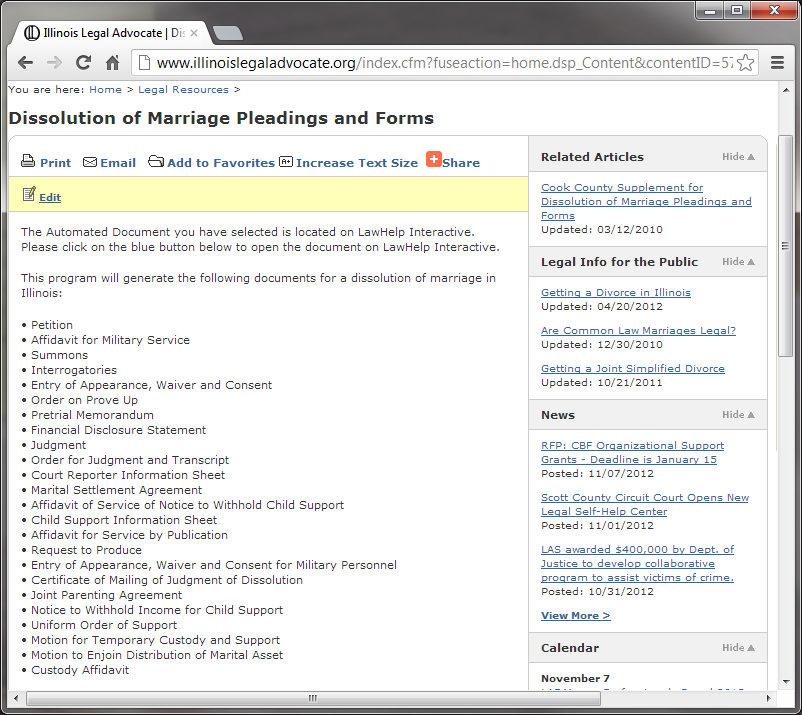 Illinois Legal Advocate | Dis
www.illinoislegaladvocate.org/index.cfm?fuseaction=home.dsp_Content&contentID=57
You are here: Home > Legal Resources >
Dissolution of Marriage Pleadings and Forms
Print Email Add to Favorites Increase Text Size Share
Edit
The Automated Document you have selected is located on LawHelp Interactive.
Please click on the blue button below to open the document on LawHelp Interactive.
This program will generate the following documents for a dissolution of marriage in
Illinois:
• Petition
• Affidavit for Military Service
• Summons
• Interrogatories
• Entry of Appearance, Waiver and Consent
• Order on Prove Up
• Pretrial Memorandum
• Financial Disclosure Statement
• Judgment
• Order for Judgment and Transcript
• Court Reporter Information Sheet
• Marital Settlement Agreement
• Affidavit of Service of Notice to Withhold Child Support
• Child Support Information Sheet
• Affidavit for Service by Publication
• Request to Produce
• Entry of Appearance, Waiver and Consent for Military Personnel
• Certificate of Mailing of Judgment of Dissolution
• Joint Parenting Agreement
• Notice to Withhold Income for Child Support
• Uniform Order of Support
• Motion for Temporary Custody and Support
• Motion to Enjoin Distribution of Marital Asset
• Custody Affidavit
Related Articles Hide
Cook County Supplement for
Dissolution of Marriage Pleadings and
Forms
Updated: 03/12/2010
Legal Info for the Public Hide
Getting a Divorce in Illinois
Updated: 04/20/2012
Are Common Law Marriages Legal?
Updated: 12/30/2010
Getting a Joint Simplified Divorce
Updated: 10/21/2011
News Hide
RFP: CBF Organizational Support
Grants - Deadline is January 15
Posted: 11/07/2012
Scott County Circuit Court Opens New
Legal Self-Help Center
Posted: 11/01/2012
LAS awarded $400,000 by Dept. of
Justice to develop collaborative
program to assist victims of crime.
Posted: 10/31/2012
View More >
Calendar Hide
November 7